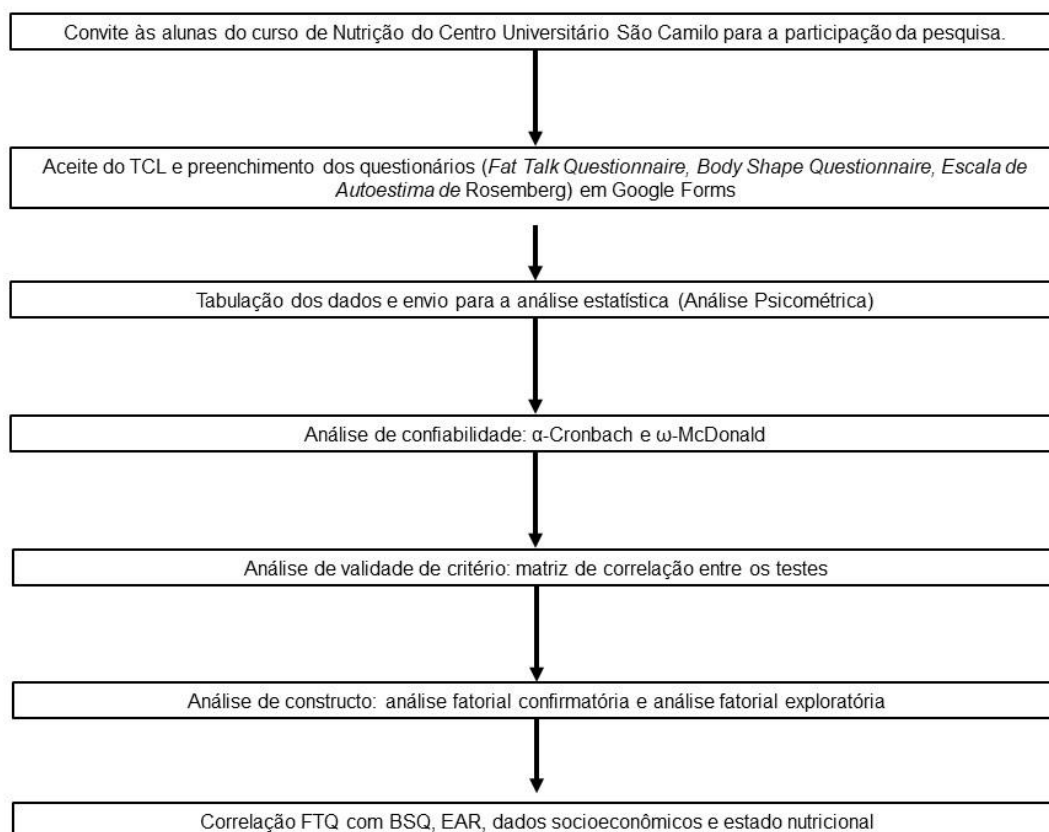 Convite às alunas do curso de Nutrição do Centro Universitário São Camilo para a participação da pesquisa.
Aceite do TCL e preenchimento dos questionários (Fat Talk Questionnaire, Body Shape Questionnaire, Escala de
Autoestima de Rosemberg) em Google Forms
Tabulação dos dados e envio para a análise estatística (Análise Psicométrica)
Análise de confiabilidade: α-Cronbach e ω-McDonald
Análise de validade de critério: matriz de correlação entre os testes
Análise de constructo: análise fatorial confirmatória e análise fatorial exploratória
Correlação FTQ com BSQ, EAR, dados socioeconômicos e estado nutricional